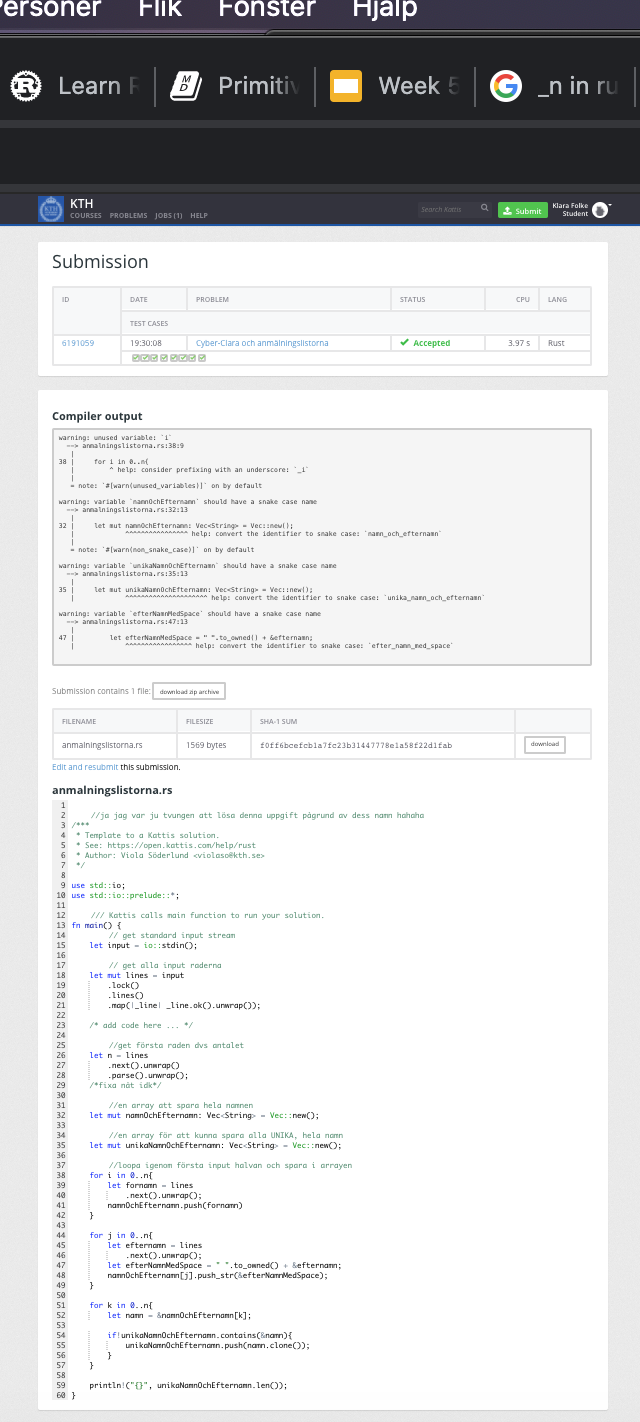 Personer Flik Fönster Hjälp
Learn Primitiv Week 5 _n in ru
KTH
COURSES PROBLEMS JOBS (1) HELP
Search Kattis
Submit
Klara Folke
Student
Submission
ID DATE PROBLEM STATUS CPU LANG
TEST CASES
6191059 19:30:08 Cyber-Clara och anmälningslistorna Accepted 3.97 s Rust
Compiler output
warning: unused variable: `i`
--> anmalningslistorna.rs:38:9
|
38 | for i in 0..n{
| ^ help: consider prefixing with an underscore: `_i`
|
= note: `#[warn(unused_variables)]` on by default
warning: variable `namnOchEfternamn` should have a snake case name
--> anmalningslistorna.rs:32:13
|
32 | let mut namnOchEfternamn: Vec<String> = Vec::new();
| ^^^^^^^^^^^^^^^^ help: convert the identifier to snake case: `namn_och_efternamn`
|
= note: `#[warn(non_snake_case)]` on by default
warning: variable `unikaNamnOchEfternamn` should have a snake case name
--> anmalningslistorna.rs:35:13
|
35 | let mut unikaNamnOchEfternamn: Vec<String> = Vec::new();
| ^^^^^^^^^^^^^^^^^^^^^ help: convert the identifier to snake case: `unika_namn_och_efternamn`
warning: variable `efterNamnMedSpace` should have a snake case name
--> anmalningslistorna.rs:47:13
|
47 | let efterNamnMedSpace = " ".to_owned() + &efternamn;
| ^^^^^^^^^^^^^^^^^ help: convert the identifier to snake case: `efter_namn_med_space`
Submission contains 1 file: download zip archive
FILENAME FILESIZE SHA-1 SUM
anmalningslistorna.rs 1569 bytes f0ff6bcefcb1a7fc23b31447778e1a58f22d1fab download
Edit and resubmit this submission.
anmalningslistorna.rs
1
2 //ja jag var ju tvungen att lösa denna uppgift pågrund av dess namn hahaha
3 /***
4 * Template to a Kattis solution.
5 * See: https://open.kattis.com/help/rust
6 * Author: Viola Söderlund <violaso@kth.se>
7 */
8
9 use std::io;
10 use std::io::prelude::*;
11
12 /// Kattis calls main function to run your solution.
13 fn main() {
14 // get standard input stream
15 let input = io::stdin();
16
17 // get alla input raderna
18 let mut lines = input
19 .lock()
20 .lines()
21 .map(|_line| _line.ok().unwrap());
22
23 /* add code here ... */
24
25 //get första raden dvs antalet
26 let n = lines
27 .next().unwrap()
28 .parse().unwrap();
29 /*fixa nåt idk*/
30
31 //en array att spara hela namnen
32 let mut namnOchEfternamn: Vec<String> = Vec::new();
33
34 //en array för att kunna spara alla UNIKA, hela namn
35 let mut unikaNamnOchEfternamn: Vec<String> = Vec::new();
36
37 //loopa igenom första input halvan och spara i arrayen
38 for i in 0..n{
39 let fornamn = lines
40 .next().unwrap();
41 namnOchEfternamn.push(fornamn)
42 }
43
44 for j in 0..n{
45 let efternamn = lines
46 .next().unwrap();
47 let efterNamnMedSpace = " ".to_owned() + &efternamn;
48 namnOchEfternamn[j].push_str(&efterNamnMedSpace);
49 }
50
51 for k in 0..n{
52 let namn = &namnOchEfternamn[k];
53
54 if!unikaNamnOchEfternamn.contains(&namn){
55 unikaNamnOchEfternamn.push(namn.clone());
56 }
57 }
58
59 println!("{}", unikaNamnOchEfternamn.len());
60 }